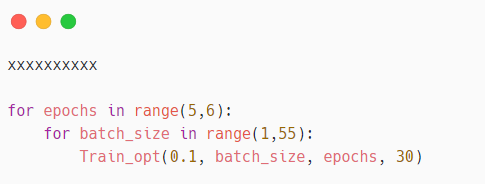 xxxxxxxxxx
for epochs in range(5,6):
    for batch_size in range(1,55):
        Train_opt(0.1, batch_size, epochs, 30)